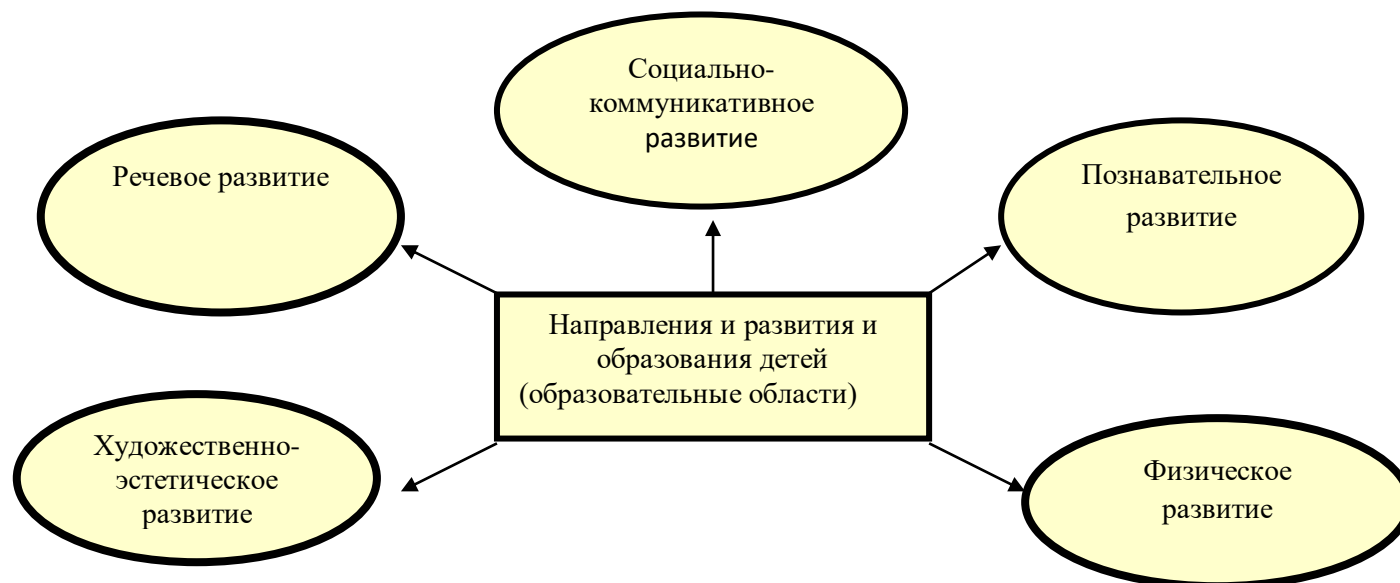 Социально-
коммуникативное
развитие
Речевое развитие
Познавательное
развитие
Направления и развития и
образования детей
(образовательные области)
Художественно-
эстетическое
развитие
Физическое
развитие